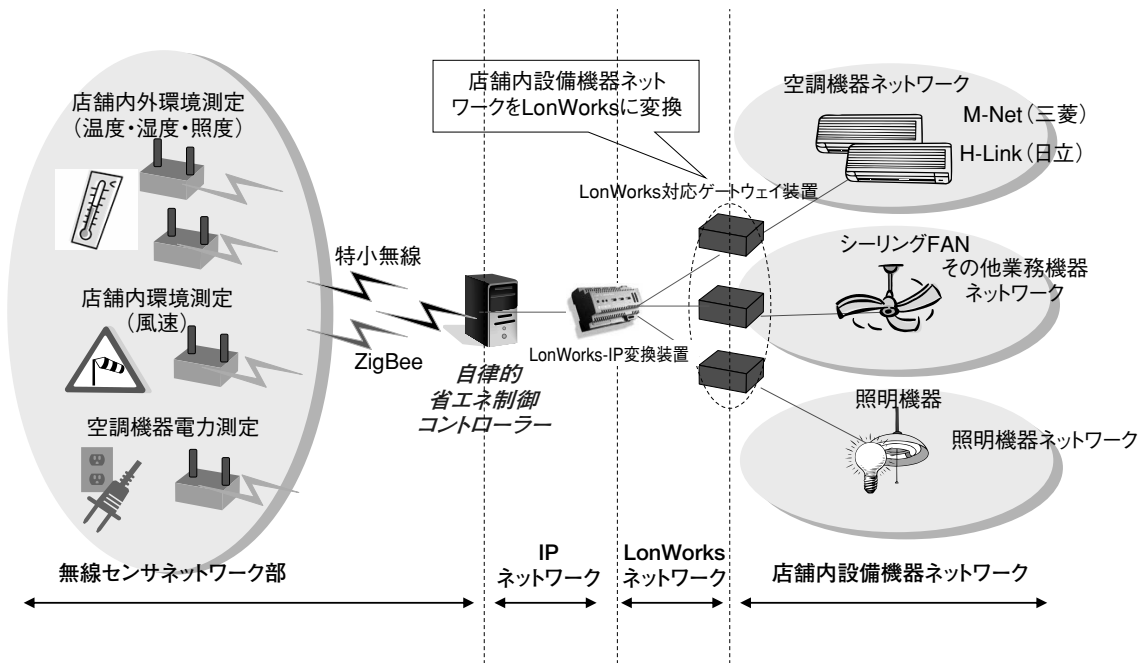 店舗内外環境測定
（温度・湿度・照度）
店舗内環境測定
（風速）
空調機器電力測定
特小無線
ZigBee
自律的
省エネ制御
コントローラー
LonWorks-IP変換装置
店舗内設備機器ネット
ワークをLonWorksに変換
LonWorks対応ゲートウェイ装置
空調機器ネットワーク
M-Net（三菱）
H-Link（日立）
シーリングFAN
その他業務機器
ネットワーク
照明機器
照明機器ネットワーク
無線センサネットワーク部
IP
ネットワーク
LonWorks
ネットワーク
店舗内設備機器ネットワーク